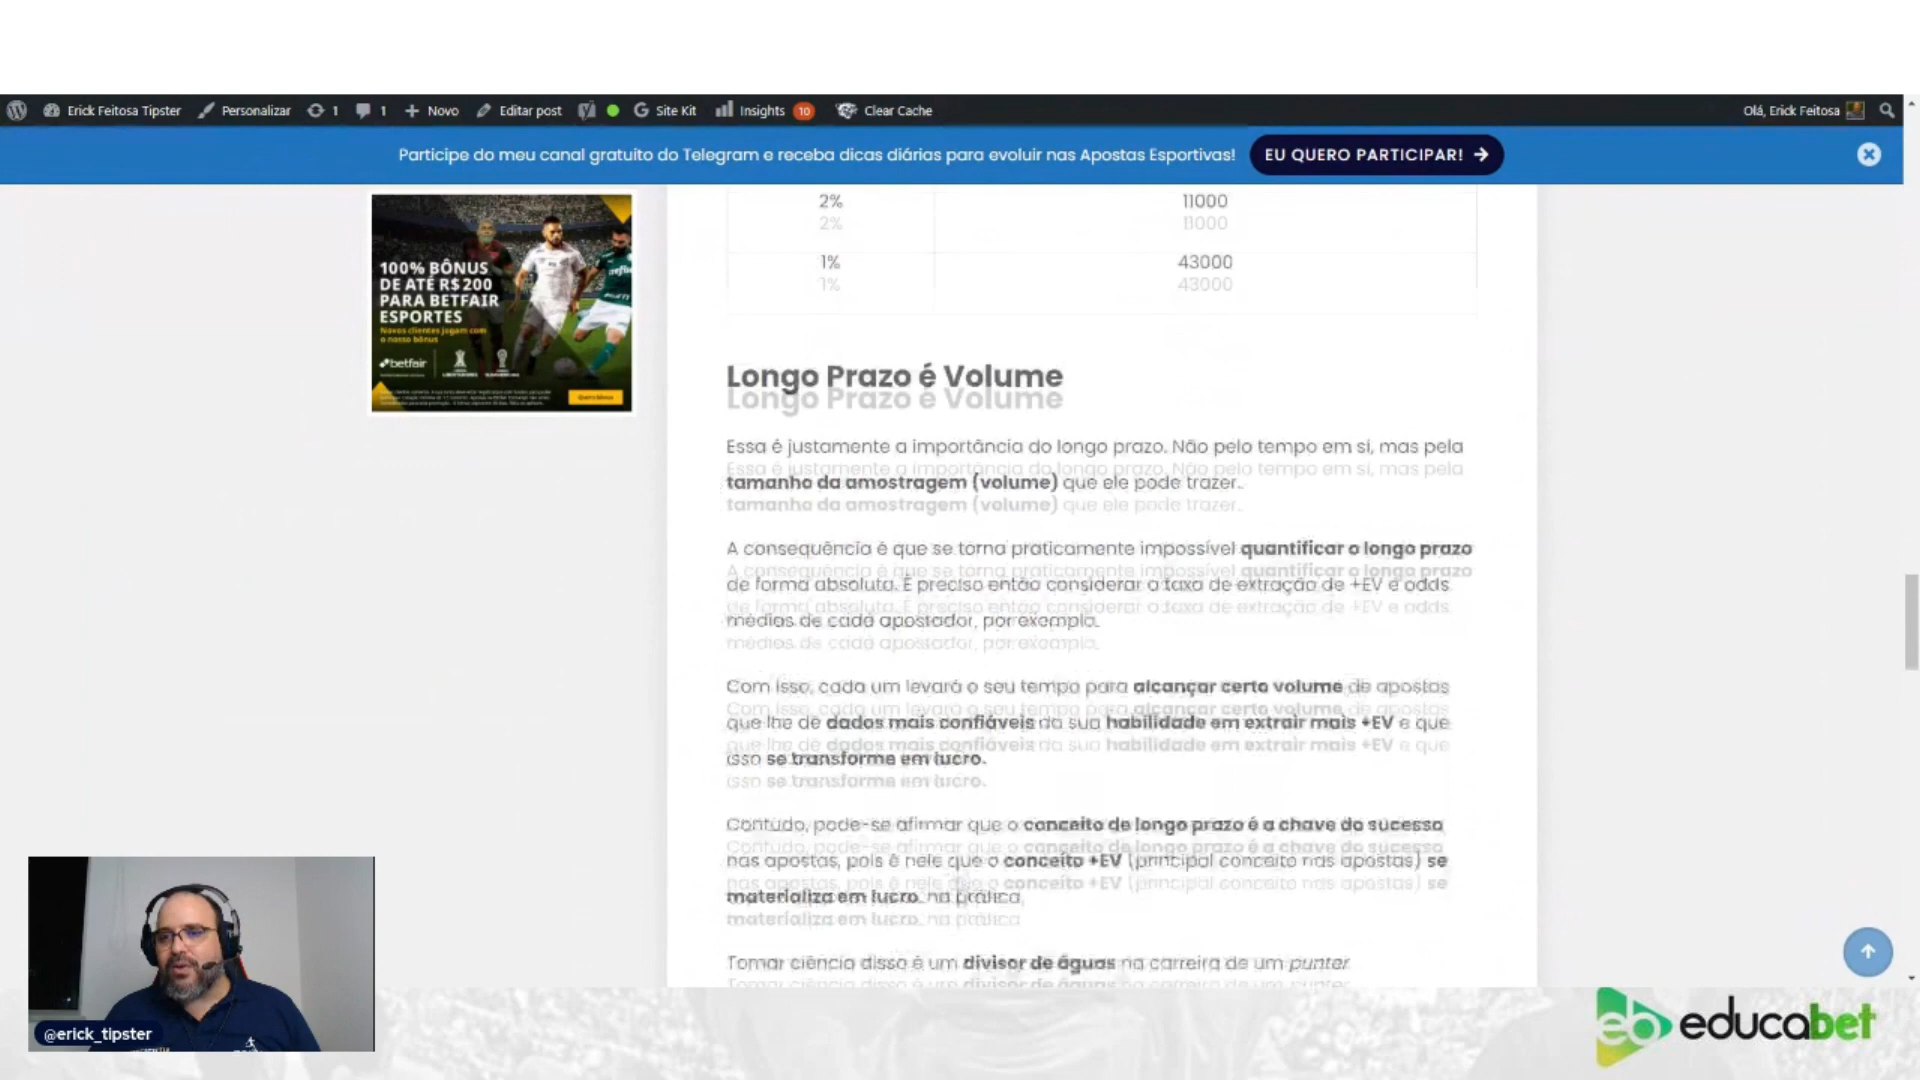 Erick Feitosa Tipster Personalizar 1 1 Novo Editar post Site Kit Insights 10 Clear Cache Olá, Erick Feitosa
Participe do meu canal gratuito do Telegram e receba dicas diárias para evoluir nas Apostas Esportivas! EU QUERO PARTICIPAR!
100% BÔNUS
DE ATÉ R$200
PARA BETFAIR
ESPORTES
Novos clientes jogam com
o nosso bônus
betfair
2% 11000
1% 43000
Longo Prazo é Volume
Essa é justamente a importância do longo prazo. Não pelo tempo em si, mas pela
tamanho da amostragem (volume) que ele pode trazer.
A consequência é que se torna praticamente impossível quantificar o longo prazo
de forma absoluta. É preciso então considerar a taxa de extração de +EV e odds
médias de cada apostador, por exemplo.
Com isso, cada um levará o seu tempo para alcançar certo volume de apostas
que lhe dê dados mais confiáveis da sua habilidade em extrair mais +EV e que
isso se transforme em lucro.
Contudo, pode-se afirmar que o conceito de longo prazo é a chave do sucesso
nas apostas, pois é nele que o conceito +EV (principal conceito nas apostas) se
materializa em lucro na prática.
Tomar ciência disso é um divisor de águas na carreira de um punter.
@erick_tipster
eb educabet